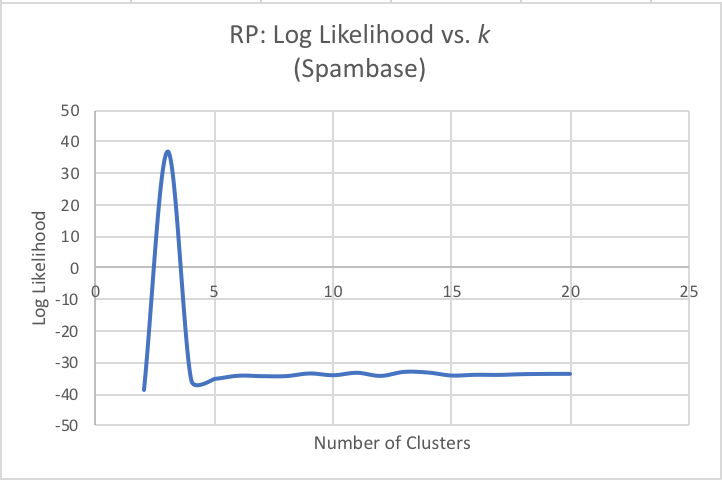 RP: Log Likelihood vs. k
(Spambase)
50
40
30
20
10
0
-10
-20
-30
-40
-50
0 5 10 15 20 25
Log Likelihood
Number of Clusters